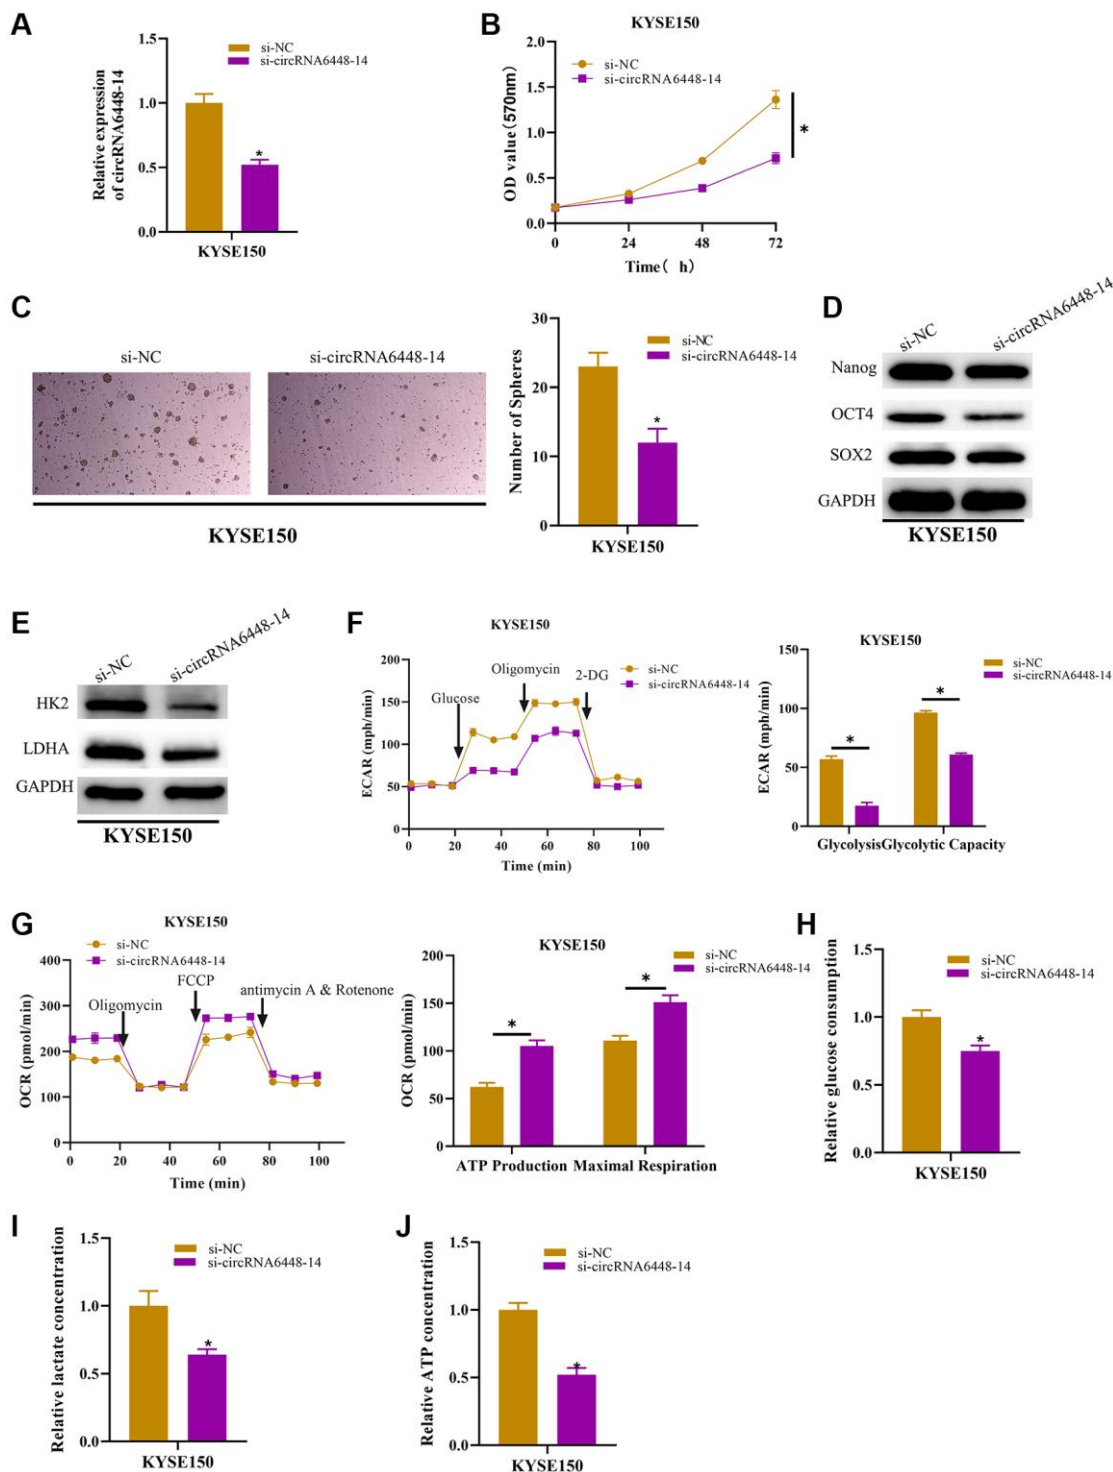 A
Relative expression
of circRNA6448-14
1.5
1.0
0.5
0.0
si-NC
si-circRNA6448-14
*
KYSE150
B
KYSE150
OD value(570nm)
2.0
1.5
1.0
0.5
0.0
si-NC
si-circRNA6448-14
*
0 24 48 72
Time( h)
C
si-NC si-circRNA6448-14
KYSE150
Number of Spheres
30
20
10
0
si-NC
si-circRNA6448-14
*
KYSE150
D
si-NC si-circRNA6448-14
Nanog
OCT4
SOX2
GAPDH
KYSE150
E
si-NC si-circRNA6448-14
HK2
LDHA
GAPDH
KYSE150
F
KYSE150
ECAR (mph/min)
200
150
100
50
0
Glucose
Oligomycin
2-DG
si-NC
si-circRNA6448-14
0 20 40 60 80 100
Time (min)
KYSE150
ECAR (mph/min)
150
100
50
0
si-NC
si-circRNA6448-14
*
*
Glycolysis Glycolytic Capacity
G
KYSE150
si-NC
si-circRNA6448-14
OCR (pmol/min)
400
300
200
100
0
Oligomycin
FCCP
antimycin A & Rotenone
0 20 40 60 80 100
Time (min)
KYSE150
OCR (pmol/min)
200
150
100
50
0
si-NC
si-circRNA6448-14
*
*
ATP Production Maximal Respiration
H
Relative glucose consumption
1.5
1.0
0.5
0.0
si-NC
si-circRNA6448-14
*
KYSE150
I
Relative lactate concentration
1.5
1.0
0.5
0.0
si-NC
si-circRNA6448-14
*
KYSE150
J
Relative ATP concentration
1.5
1.0
0.5
0.0
si-NC
si-circRNA6448-14
*
KYSE150